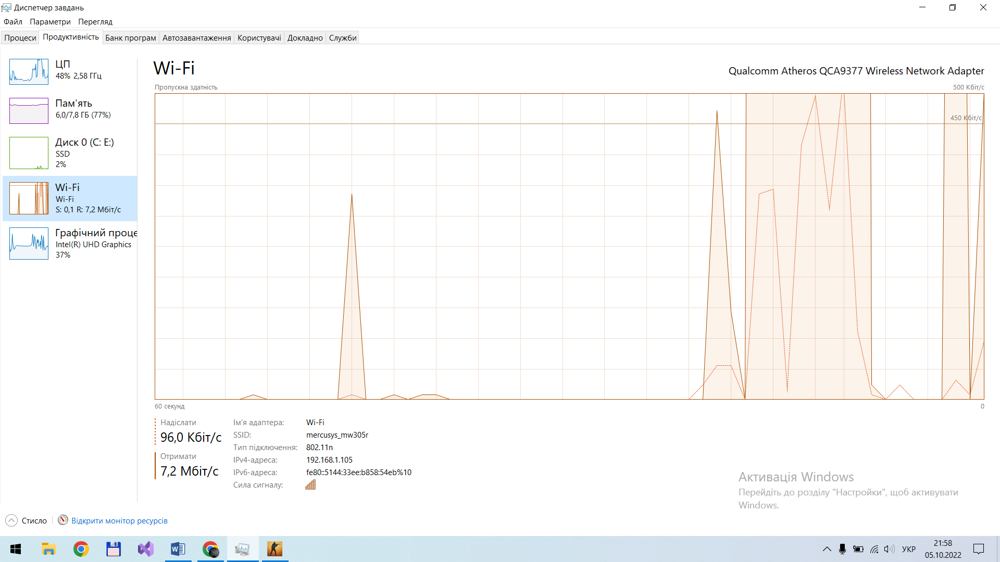 Диспетчер завдань
Файл Параметри Перегляд
Процеси Продуктивність Банк програм Автозавантаження Користувачі Докладно Служби
ЦП
48% 2,58 ГГц
Пам'ять
6,0/7,8 ГБ (77%)
Диск 0 (C: E:)
SSD
2%
Wi-Fi
Wi-Fi
S: 0,1 R: 7,2 Мбіт/с
Графічний проце
Intel(R) UHD Graphics
37%
Wi-Fi
Qualcomm Atheros QCA9377 Wireless Network Adapter
Пропускна здатність
500 Кбіт/с
450 Кбіт/с
60 секунд
0
Надіслати
96,0 Кбіт/с
Отримати
7,2 Мбіт/с
Ім'я адаптера: Wi-Fi
SSID: mercusys_mw305r
Тип підключення: 802.11n
IPv4-адреса: 192.168.1.105
IPv6-адреса: fe80::5144:33ee:b858:54eb%10
Сила сигналу:
Активація Windows
Перейдіть до розділу "Настройки", щоб активувати
Windows.
Стисло
Відкрити монітор ресурсів
УКР
21:58
05.10.2022